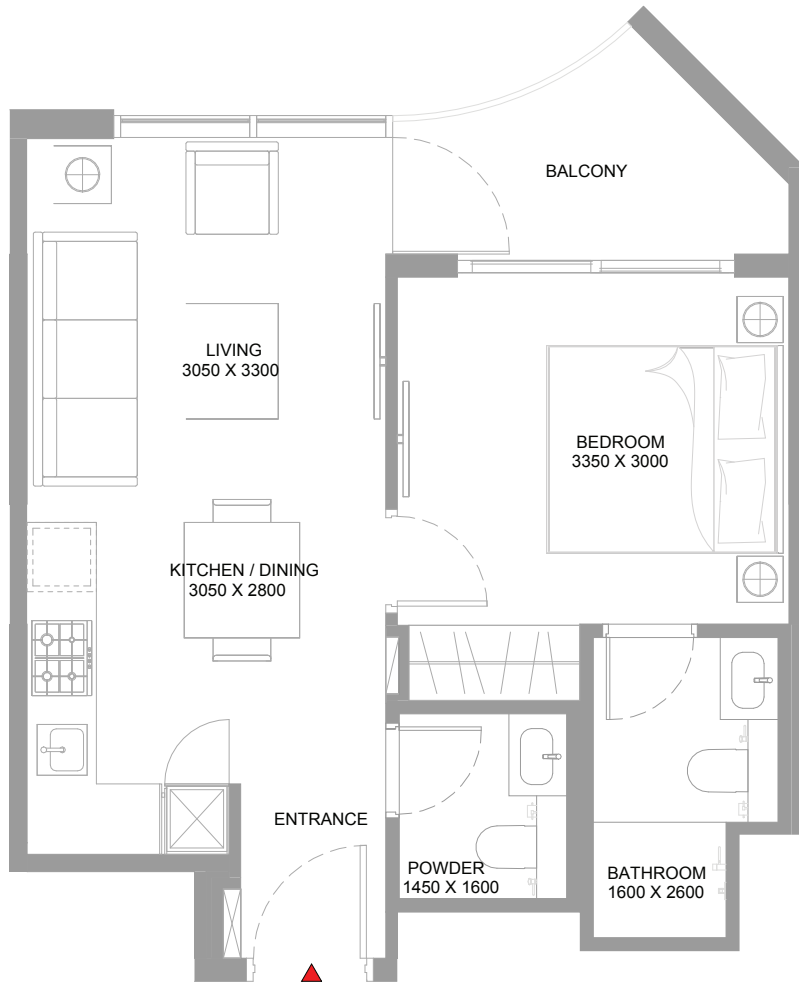 BALCONY
LIVING
3050 X 3300
BEDROOM
3350 X 3000
KITCHEN / DINING
3050 X 2800
ENTRANCE
POWDER
1450 X 1600
BATHROOM
1600 X 2600